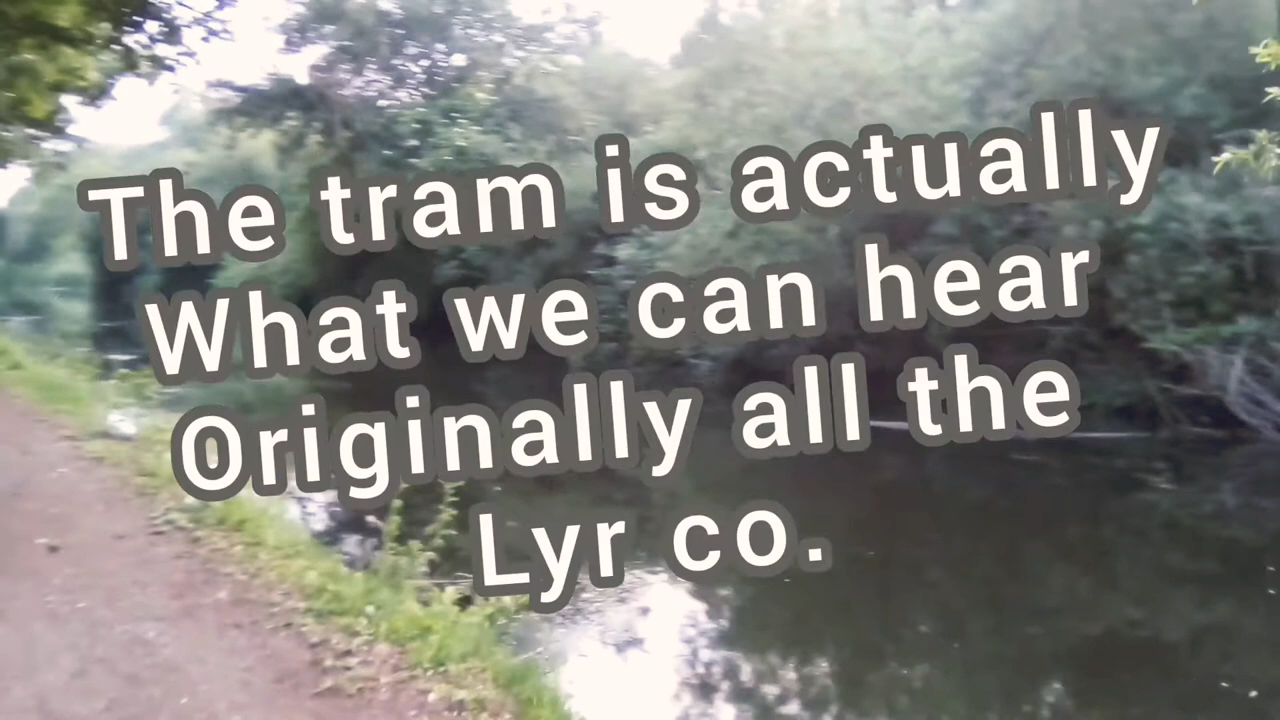 The tram is actually
What we can hear
Originally all the
Lyr co.